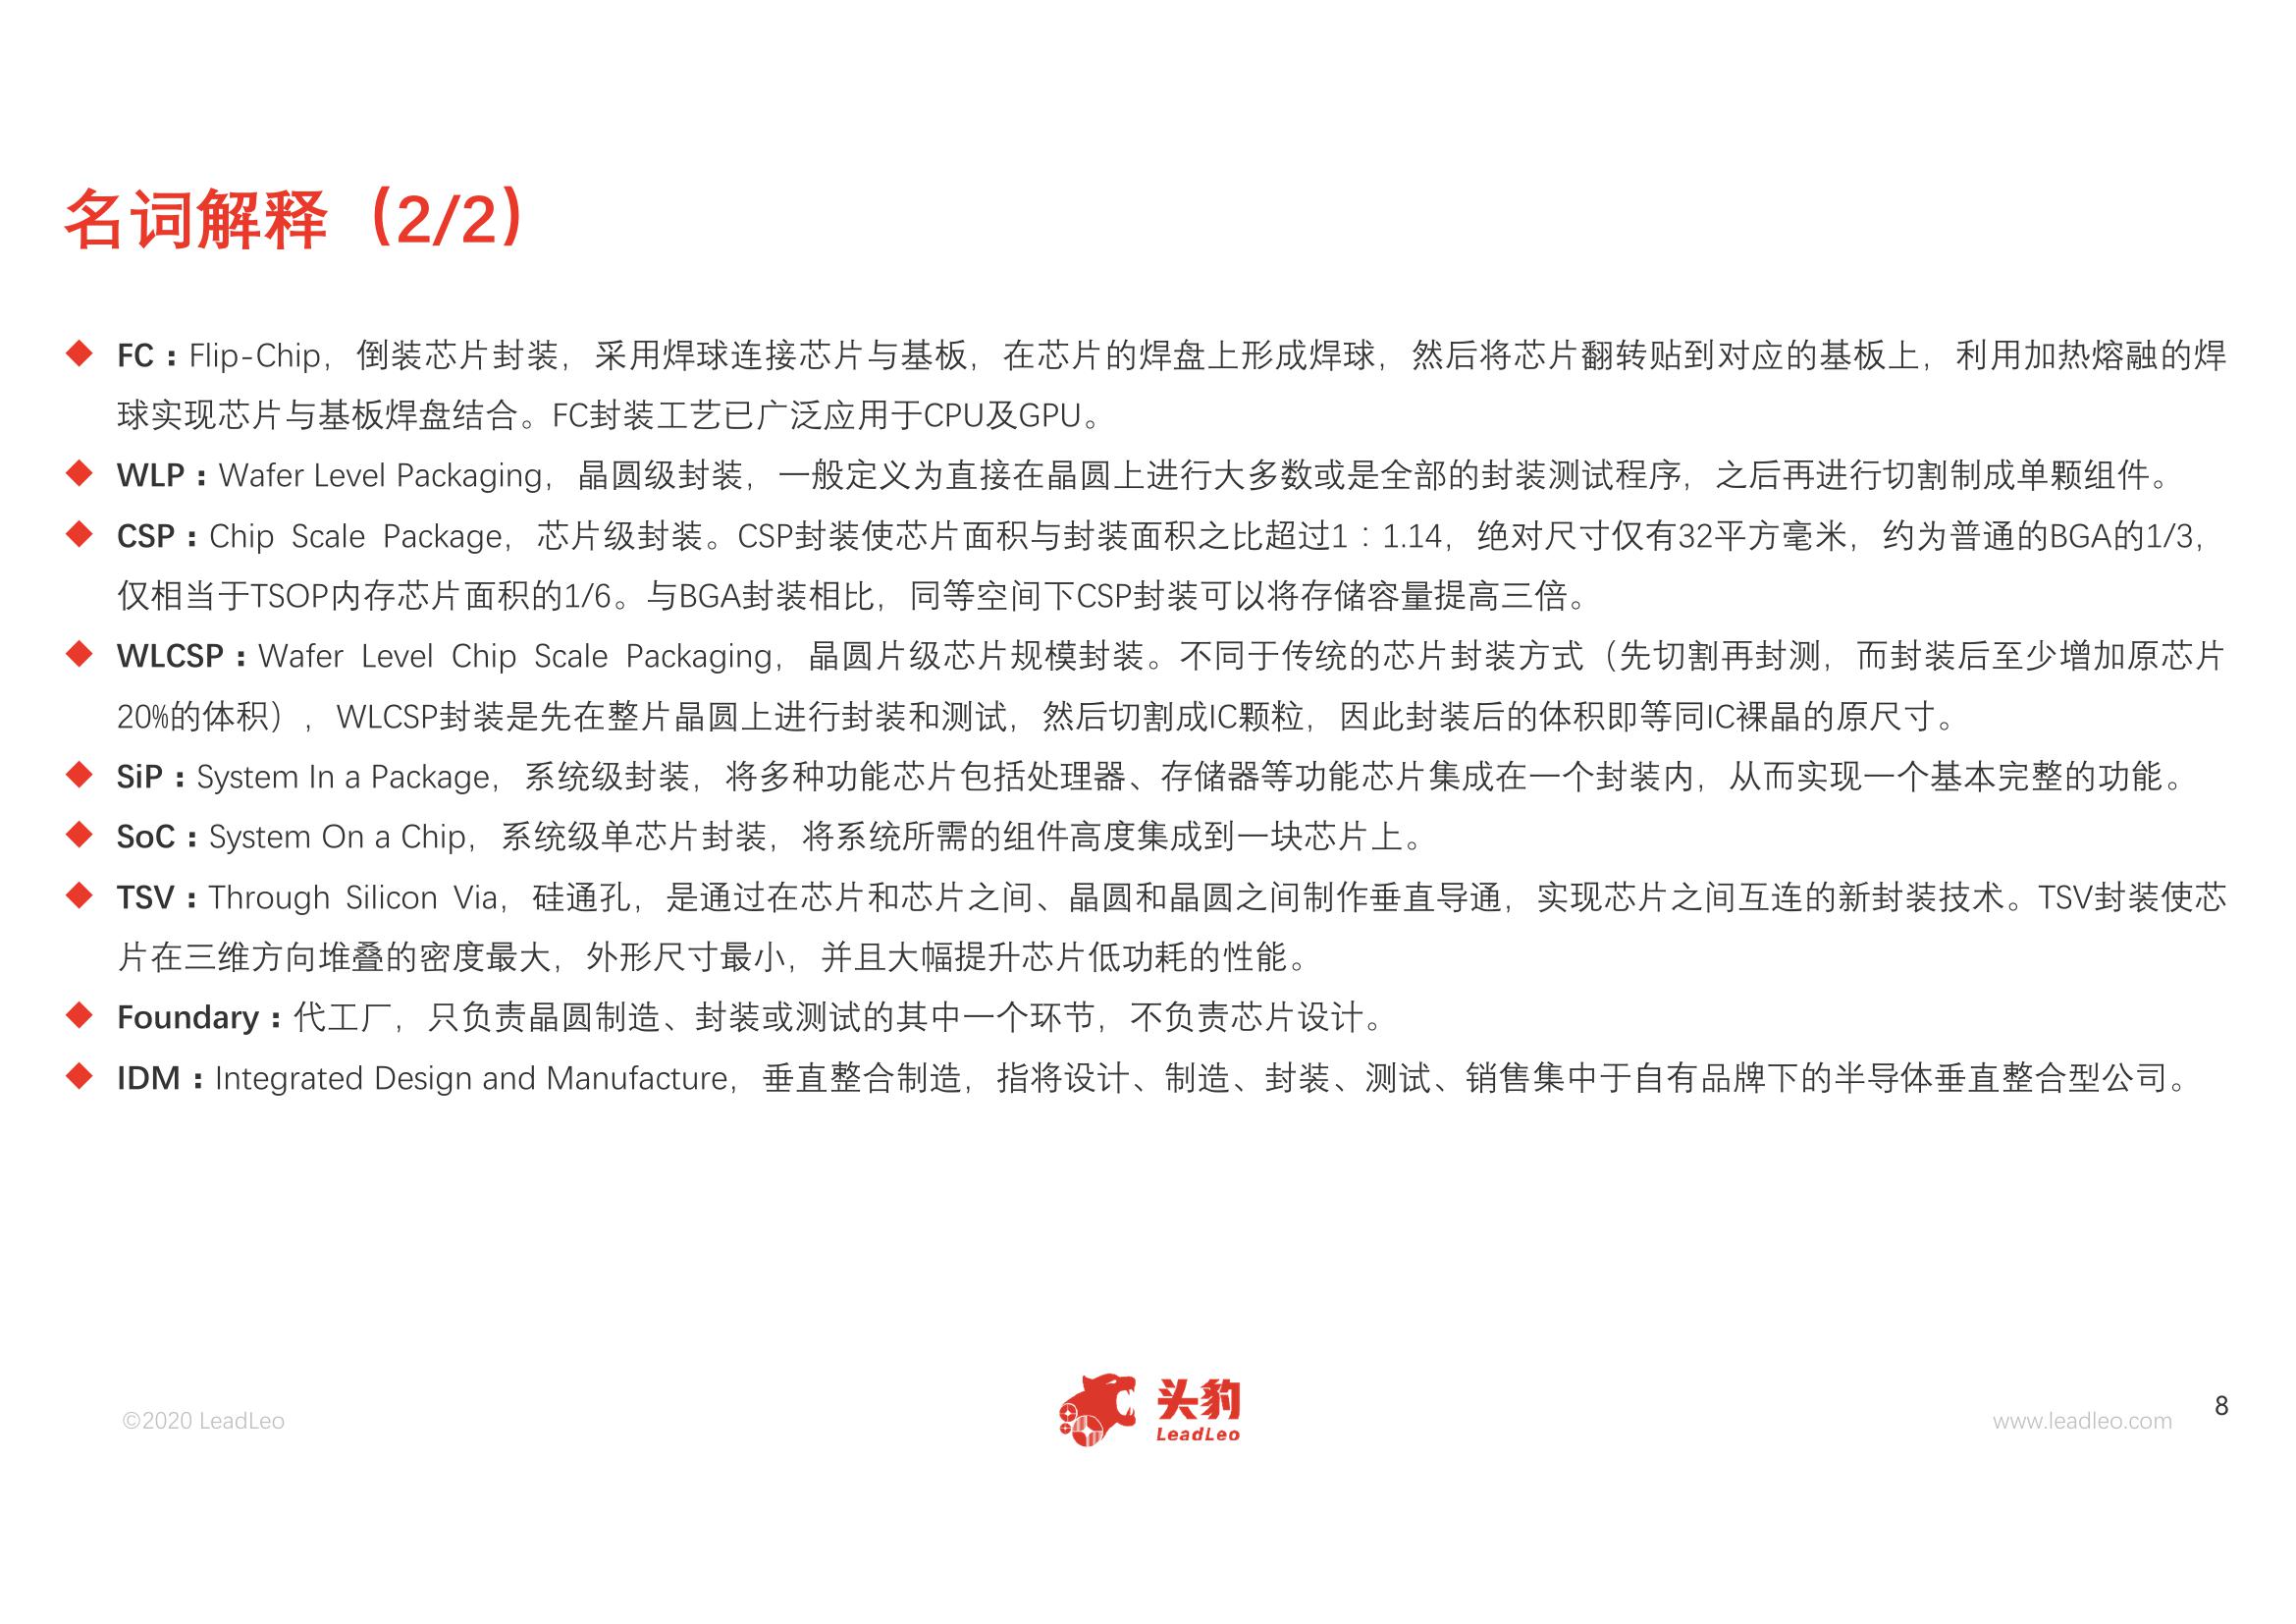 名词解释（2/2）
FC：Flip-Chip，倒装芯片封装，采用焊球连接芯片与基板，在芯片的焊盘上形成焊球，然后将芯片翻转贴到对应的基板上，利用加热熔融的焊
球实现芯片与基板焊盘结合。FC封装工艺已广泛应用于CPU及GPU。
WLP：Wafer Level Packaging，晶圆级封装，一般定义为直接在晶圆上进行大多数或是全部的封装测试程序，之后再进行切割制成单颗组件。
CSP：Chip Scale Package，芯片级封装。CSP封装使芯片面积与封装面积之比超过1：1.14，绝对尺寸仅有32平方毫米，约为普通的BGA的1/3，
仅相当于TSOP内存芯片面积的1/6。与BGA封装相比，同等空间下CSP封装可以将存储容量提高三倍。
WLCSP：Wafer Level Chip Scale Packaging，晶圆片级芯片规模封装。不同于传统的芯片封装方式（先切割再封测，而封装后至少增加原芯片
20%的体积），WLCSP封装是先在整片晶圆上进行封装和测试，然后切割成IC颗粒，因此封装后的体积即等同IC裸晶的原尺寸。
SiP：System In a Package，系统级封装，将多种功能芯片包括处理器、存储器等功能芯片集成在一个封装内，从而实现一个基本完整的功能。
SoC：System On a Chip，系统级单芯片封装，将系统所需的组件高度集成到一块芯片上。
TSV：Through Silicon Via，硅通孔，是通过在芯片和芯片之间、晶圆和晶圆之间制作垂直导通，实现芯片之间互连的新封装技术。TSV封装使芯
片在三维方向堆叠的密度最大，外形尺寸最小，并且大幅提升芯片低功耗的性能。
Foundary：代工厂，只负责晶圆制造、封装或测试的其中一个环节，不负责芯片设计。
IDM：Integrated Design and Manufacture，垂直整合制造，指将设计、制造、封装、测试、销售集中于自有品牌下的半导体垂直整合型公司。
©2020 LeadLeo
头豹
LeadLeo
www.leadleo.com
8